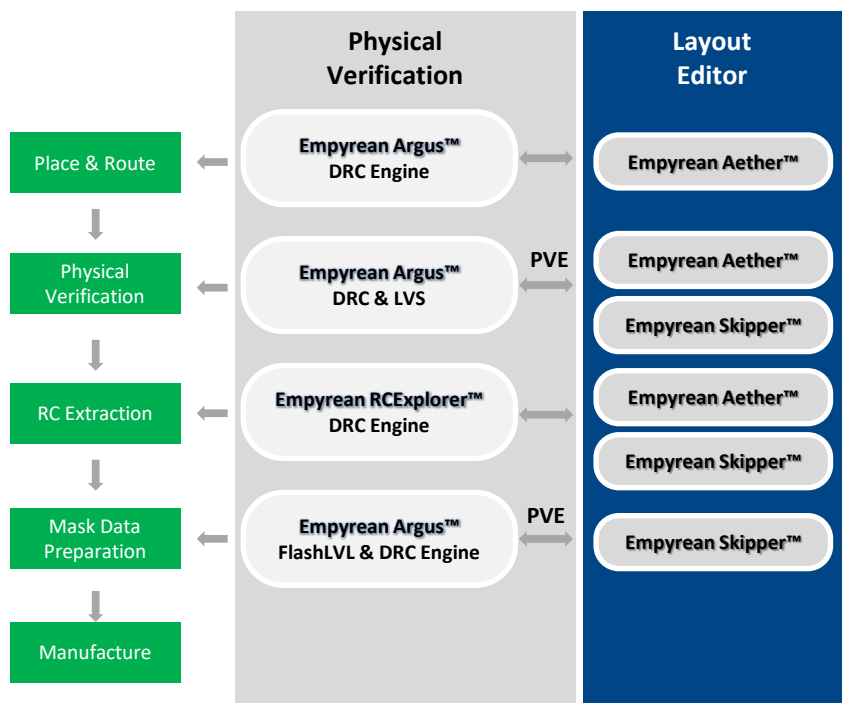 Physical
Verification
Layout
Editor
Place & Route
Empyrean Argus™
DRC Engine
Empyrean Aether™
Physical
Verification
Empyrean Argus™
DRC & LVS
PVE
Empyrean Aether™
Empyrean Skipper™
RC Extraction
Empyrean RCExplorer™
DRC Engine
Empyrean Aether™
Empyrean Skipper™
Mask Data
Preparation
Empyrean Argus™
FlashLVL & DRC Engine
PVE
Empyrean Skipper™
Manufacture